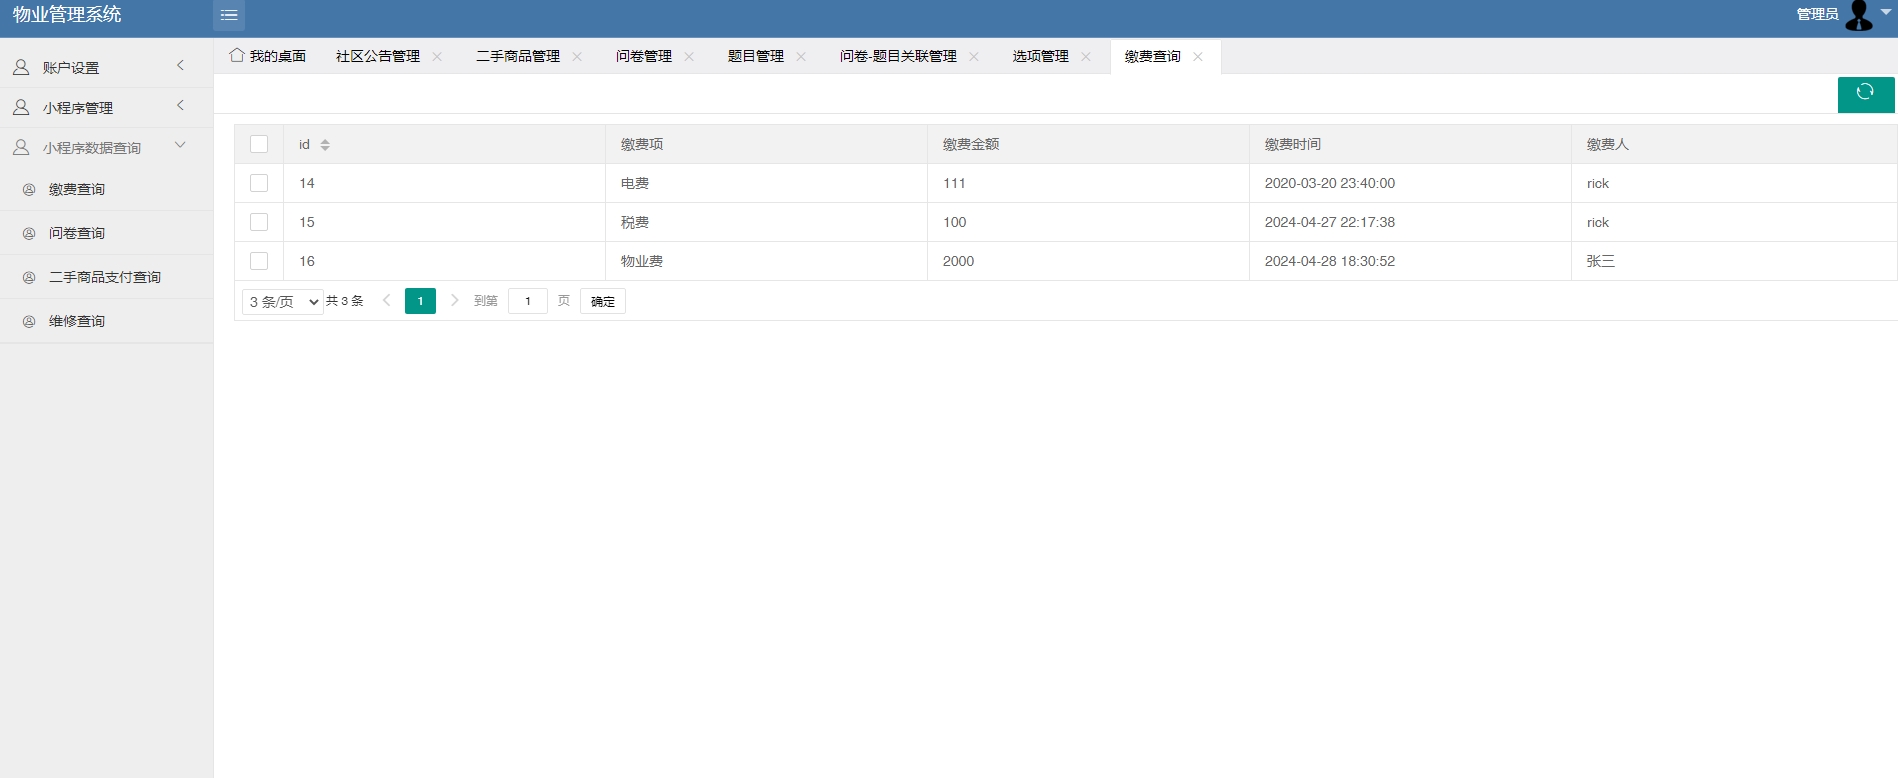 物业管理系统
管理员
账户设置
小程序管理
小程序数据查询
缴费查询
问卷查询
二手商品支付查询
维修查询
我的桌面 社区公告管理 二手商品管理 问卷管理 题目管理 问卷-题目关联管理 选项管理 缴费查询
id 缴费项 缴费金额 缴费时间 缴费人
14 电费 111 2020-03-20 23:40:00 rick
15 税费 100 2024-04-27 22:17:38 rick
16 物业费 2000 2024-04-28 18:30:52 张三
3 条/页 共 3 条 1 到第 1 页 确定